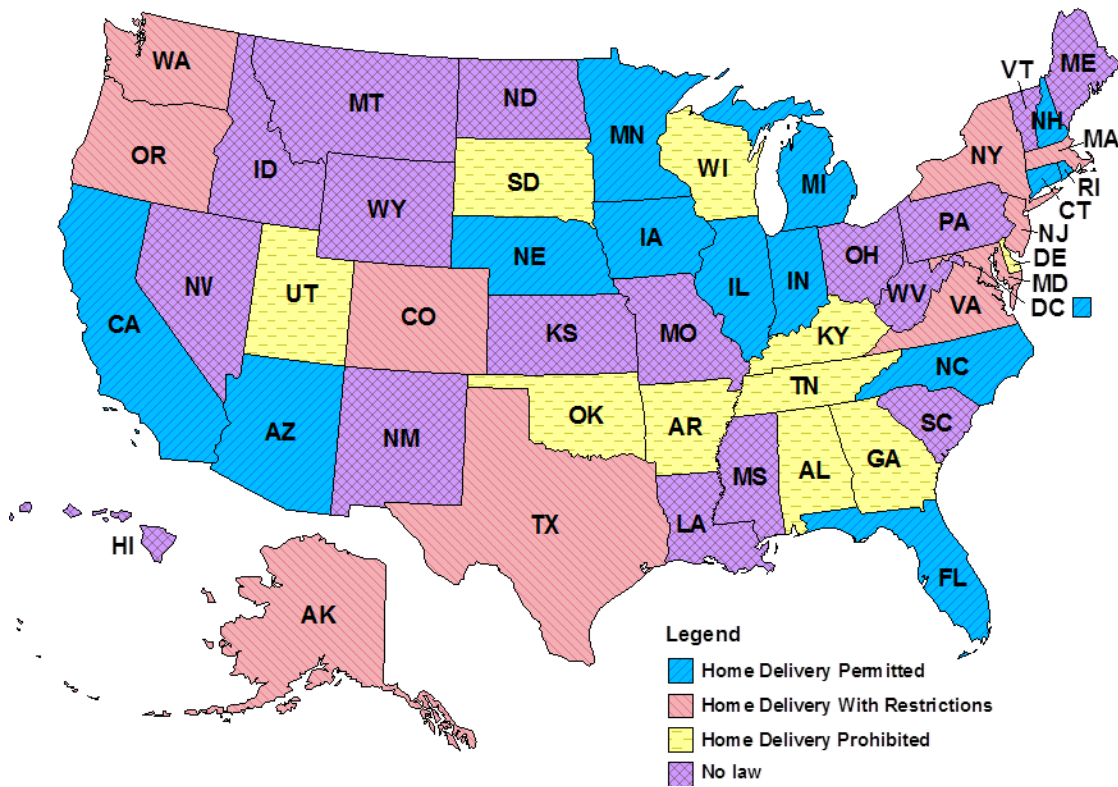 WA
MT
ND
MN
VT
ME
NH
MA
OR
ID
SD
WI
MI
NY
RI
WY
CT
NE
IA
PA
NJ
NV
UT
IL
IN
OH
DE
CA
CO
WV
MD
VA
DC
KS
MO
KY
NC
AZ
NM
OK
AR
TN
SC
MS
AL
GA
TX
LA
HI
FL
AK
Legend
Home Delivery Permitted
Home Delivery With Restrictions
Home Delivery Prohibited
No law